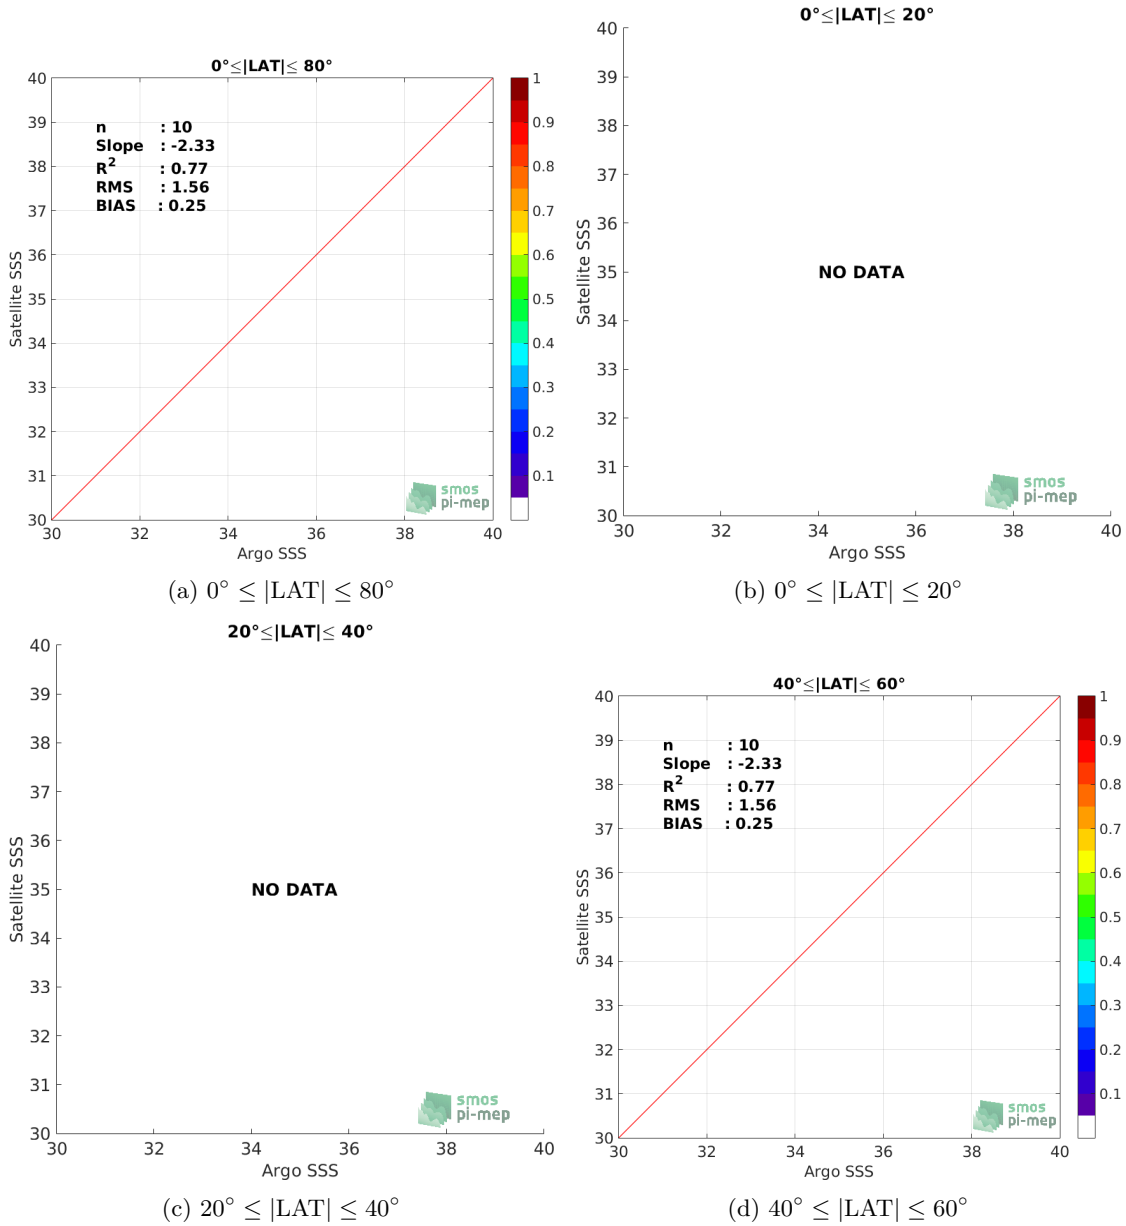 0°≤|LAT|≤ 80°
40
39
38
37
36
35
34
33
32
31
30
Satellite SSS
n : 10
Slope : -2.33
R² : 0.77
RMS : 1.56
BIAS : 0.25
smos
pi-mep
30 32 34 36 38 40
Argo SSS
1
0.9
0.8
0.7
0.6
0.5
0.4
0.3
0.2
0.1
(a) 0° ≤ |LAT| ≤ 80°
0°≤|LAT|≤ 20°
40
39
38
37
36
35
34
33
32
31
30
Satellite SSS
NO DATA
smos
pi-mep
30 32 34 36 38 40
Argo SSS
(b) 0° ≤ |LAT| ≤ 20°
20°≤|LAT|≤ 40°
40
39
38
37
36
35
34
33
32
31
30
Satellite SSS
NO DATA
smos
pi-mep
30 32 34 36 38 40
Argo SSS
(c) 20° ≤ |LAT| ≤ 40°
40°≤|LAT|≤ 60°
40
39
38
37
36
35
34
33
32
31
30
Satellite SSS
n : 10
Slope : -2.33
R² : 0.77
RMS : 1.56
BIAS : 0.25
smos
pi-mep
30 32 34 36 38 40
Argo SSS
1
0.9
0.8
0.7
0.6
0.5
0.4
0.3
0.2
0.1
(d) 40° ≤ |LAT| ≤ 60°